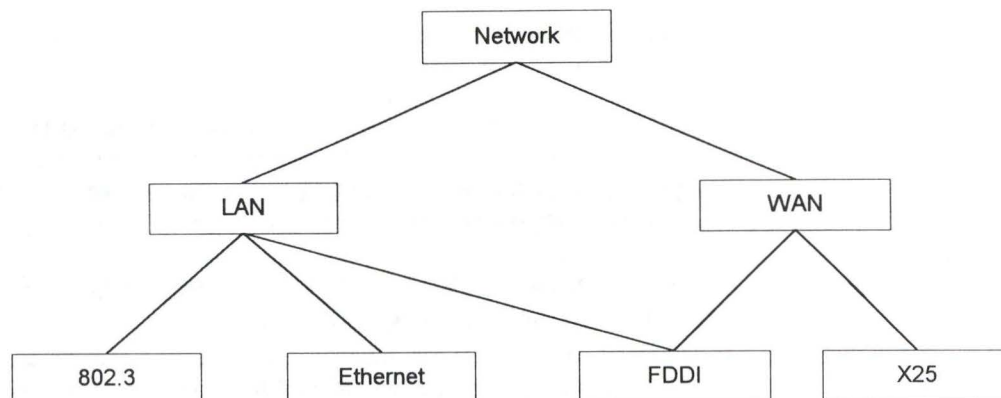 Network
LAN
WAN
802.3
Ethernet
FDDI
X25